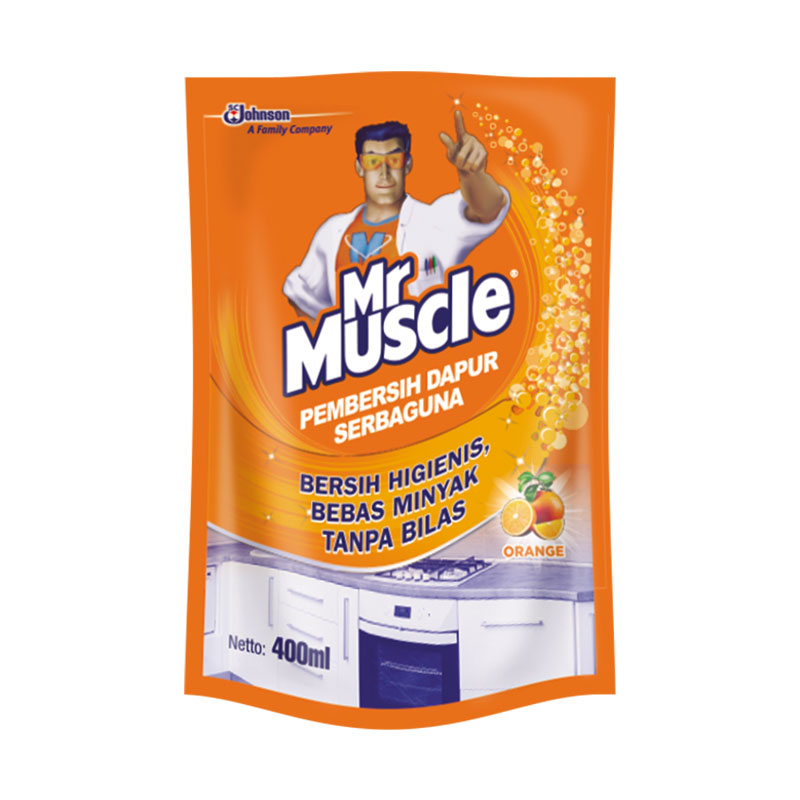 SC Johnson
A Family Company
M
Mr
Muscle®
PEMBERSIH DAPUR
SERBAGUNA
BERSIH HIGIENIS,
BEBAS MINYAK
TANPA BILAS
ORANGE
Netto: 400ml